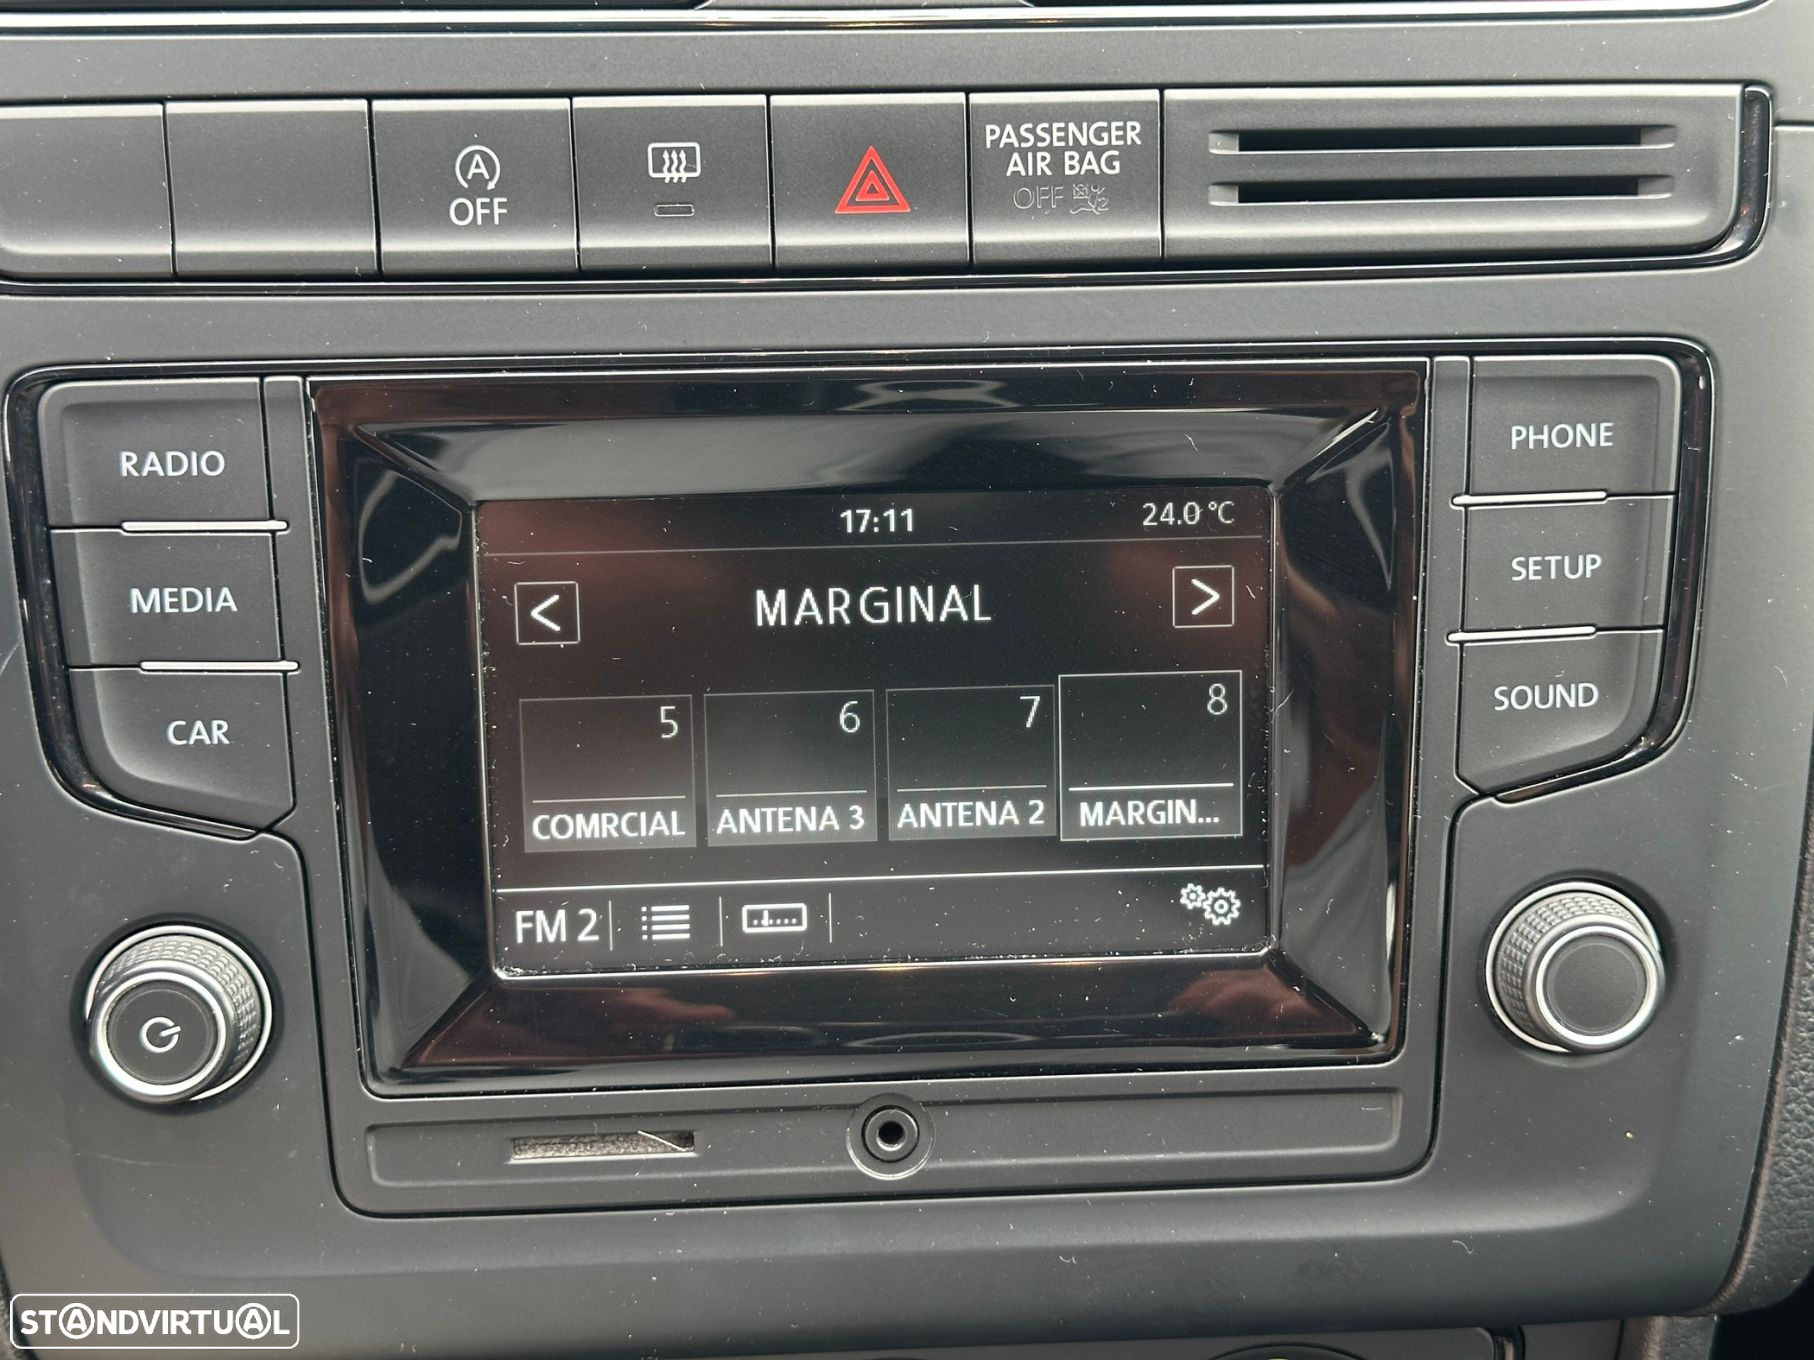 A
OFF
PASSENGER
AIR BAG
OFF
RADIO
MEDIA
CAR
PHONE
SETUP
SOUND
17:11
24.0 °C
< MARGINAL >
5 6 7 8
COMRCIAL ANTENA 3 ANTENA 2 MARGIN...
FM 2
STANDVIRTUAL